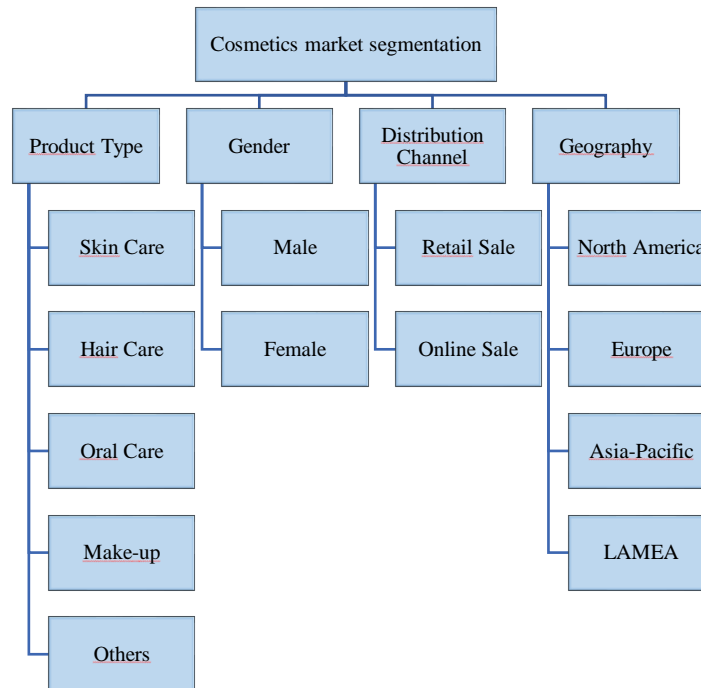 Cosmetics market segmentation
Product Type
Gender
Distribution
Channel
Geography
Skin Care
Male
Retail Sale
North America
Hair Care
Female
Online Sale
Europe
Oral Care
Asia-Pacific
Make-up
LAMEA
Others